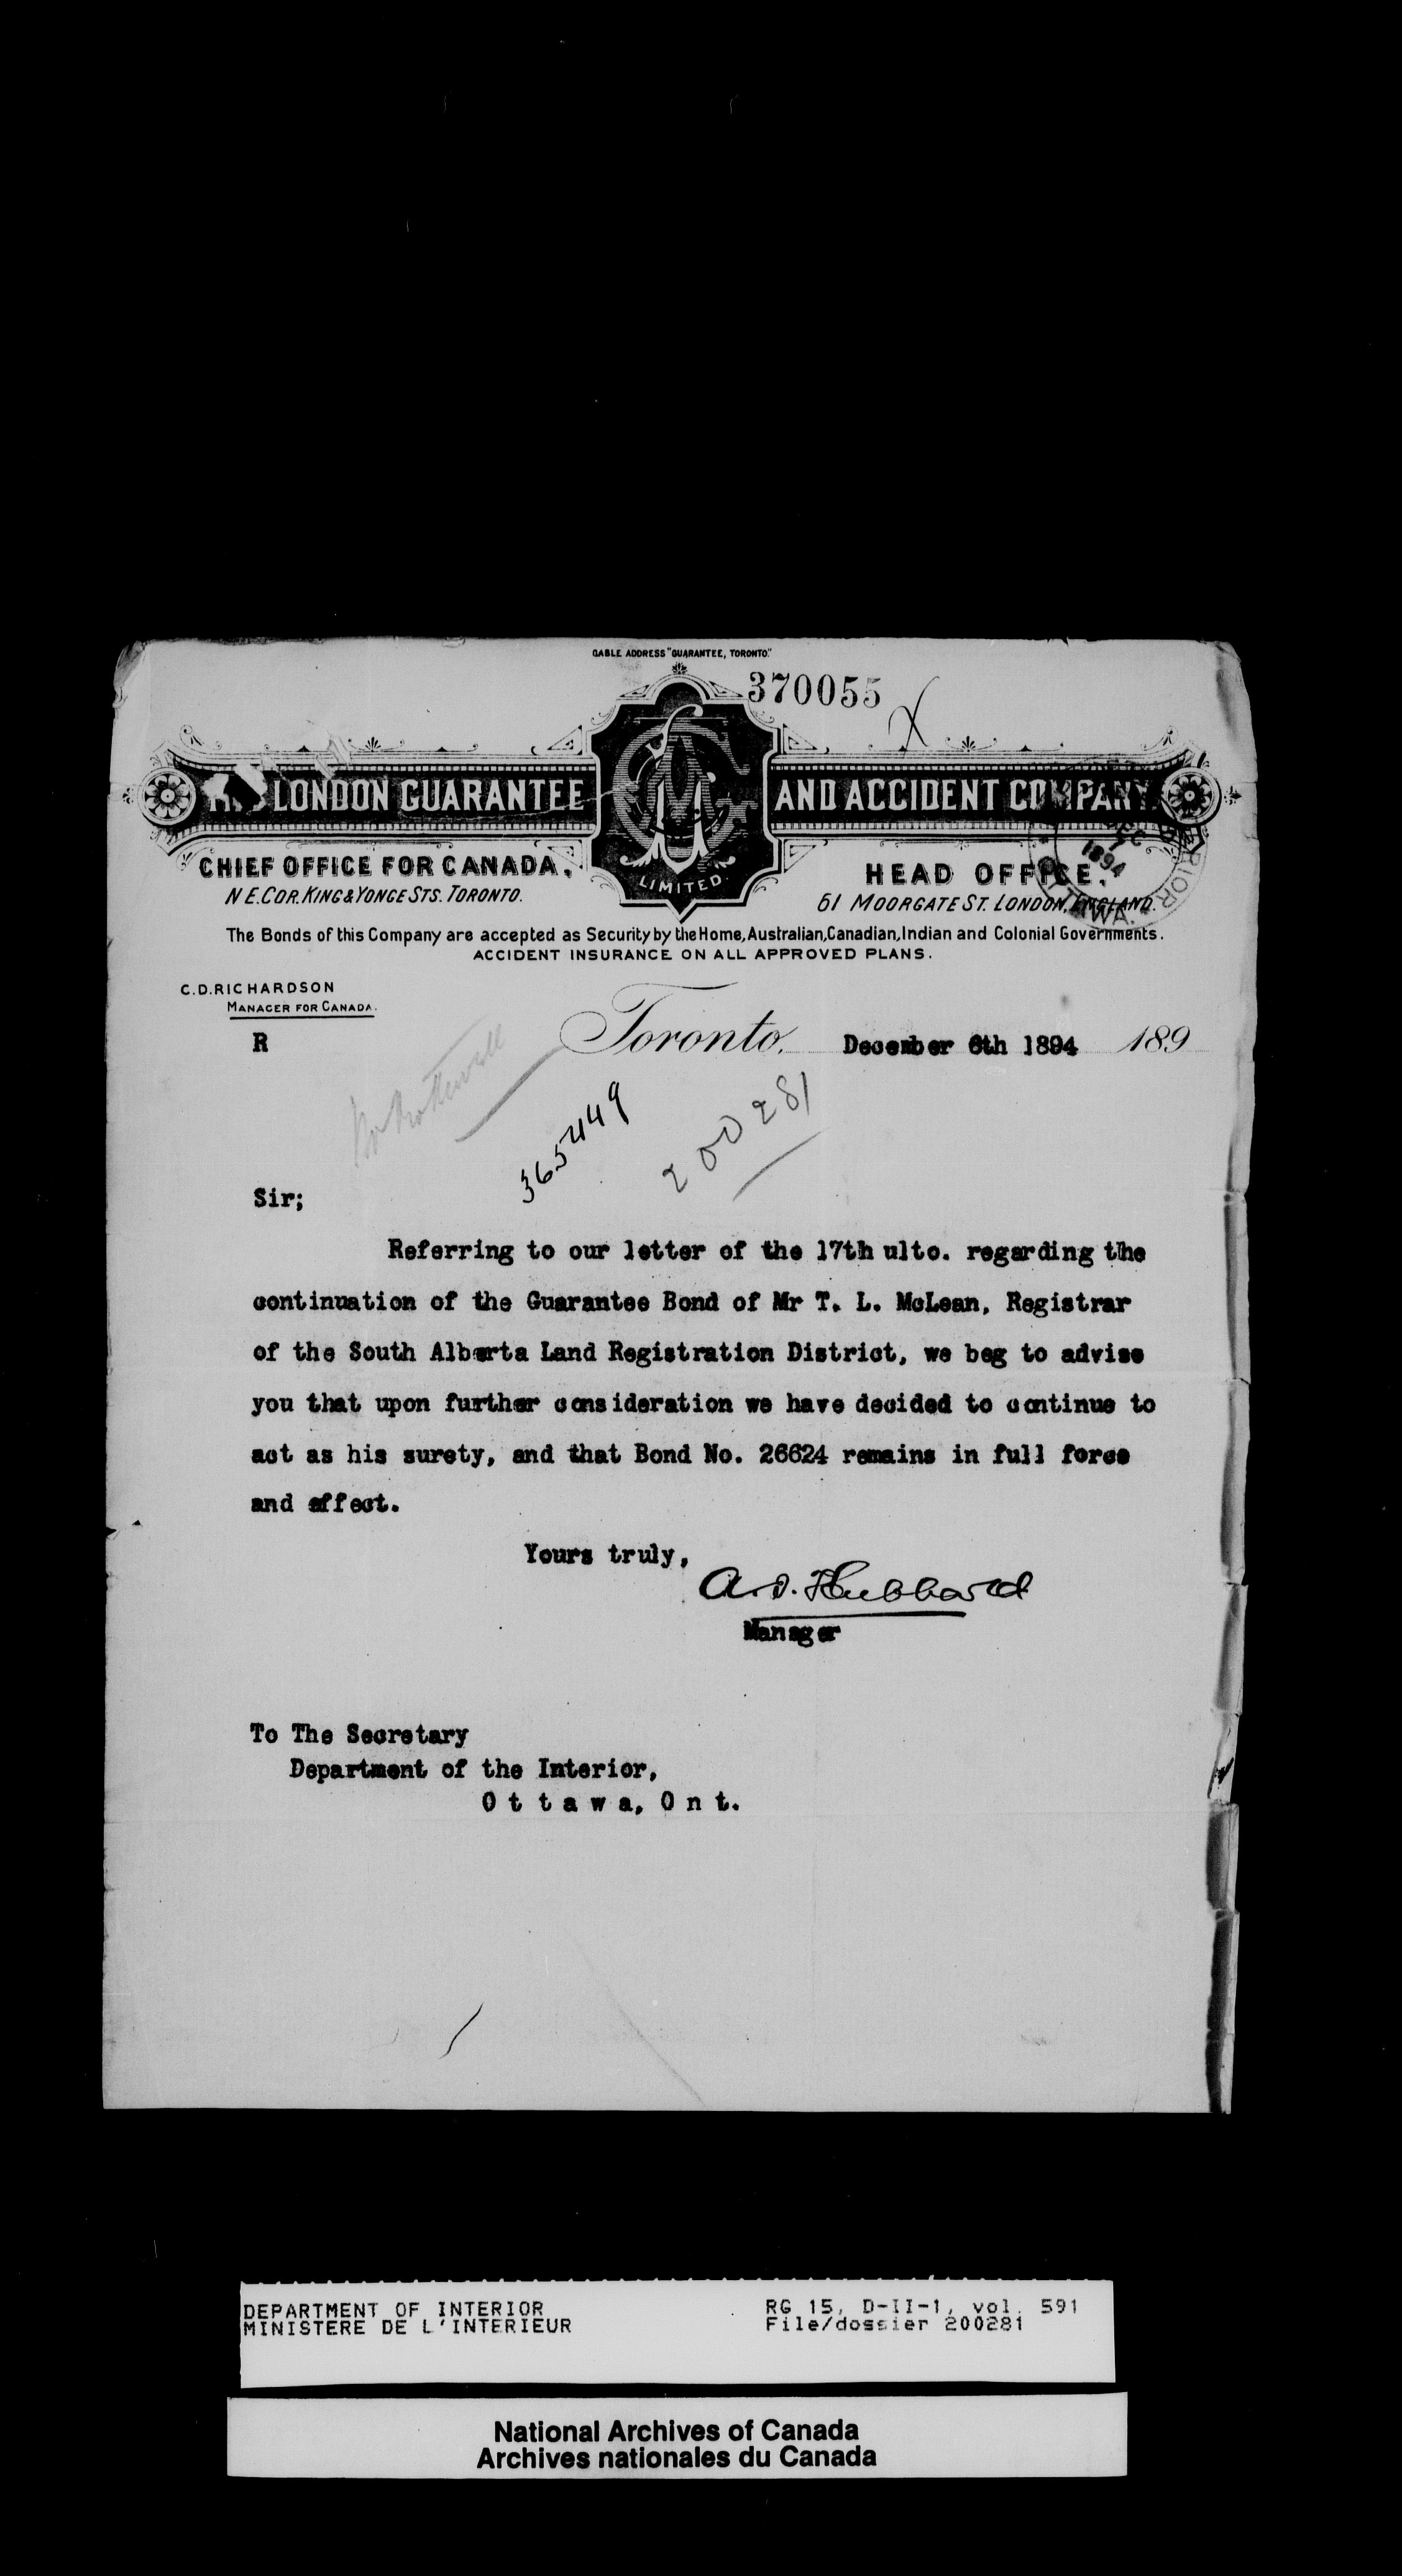 CABLE ADDRESS "GUARANTEE, TORONTO."
370055
LONDON GUARANTEE AND ACCIDENT COMPANY
LIMITED.
CHIEF OFFICE FOR CANADA,
N E. COR. KING & YONGE STS. TORONTO.
HEAD OFFICE,
61 MOORGATE ST. LONDON, ENGLAND.
DEC 1894
The Bonds of this Company are accepted as Security by the Home, Australian, Canadian, Indian and Colonial Governments.
ACCIDENT INSURANCE ON ALL APPROVED PLANS.
C. D. RICHARDSON
MANAGER FOR CANADA.
R
Toronto, December 6th 1894 189
365449
200281
Sir;
Referring to our letter of the 17th ulto. regarding the
continuation of the Guarantee Bond of Mr T. L. McLean, Registrar
of the South Alberta Land Registration District, we beg to advise
you that upon further consideration we have decided to continue to
act as his surety, and that Bond No. 26624 remains in full force
and effect.
Yours truly,
A. D. Hubbard
Manager
To The Secretary
Department of the Interior,
O t t a w a, O n t.
DEPARTMENT OF INTERIOR
MINISTERE DE L'INTERIEUR
RG 15, D-II-1, vol. 591
File/dossier 200281
National Archives of Canada
Archives nationales du Canada